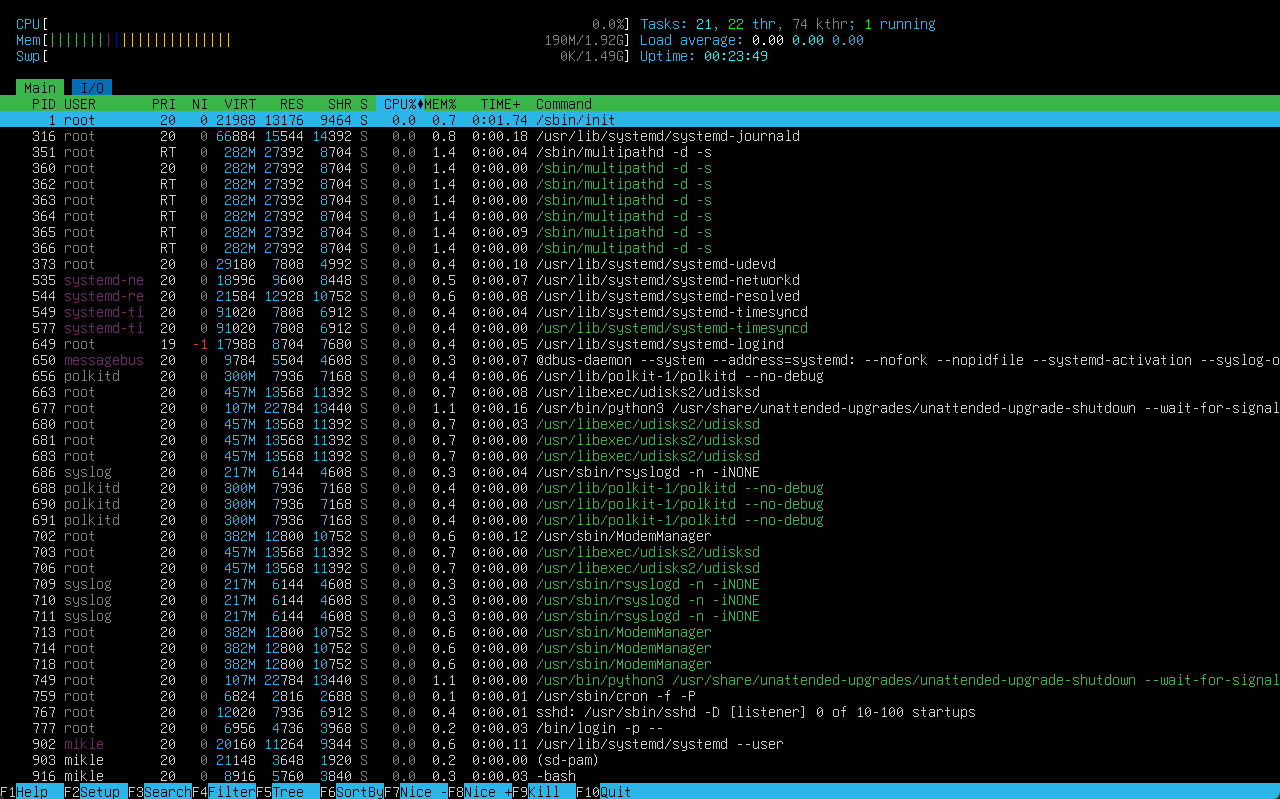 CPU[ 0.0%] Tasks: 21, 22 thr, 74 kthr; 1 running
Mem[||||||||||||||||||||||| 190M/1.92G] Load average: 0.00 0.00 0.00
Swp[ 0K/1.49G] Uptime: 00:23:49
Main I/O
PID USER PRI NI VIRT RES SHR S CPU%♦MEM% TIME+ Command
1 root 20 0 21988 13176 9464 S 0.0 0.7 0:01.74 /sbin/init
316 root 20 0 66884 15544 14392 S 0.0 0.8 0:00.18 /usr/lib/systemd/systemd-journald
351 root RT 0 282M 27392 8704 S 0.0 1.4 0:00.04 /sbin/multipathd -d -s
360 root 20 0 282M 27392 8704 S 0.0 1.4 0:00.00 /sbin/multipathd -d -s
362 root RT 0 282M 27392 8704 S 0.0 1.4 0:00.00 /sbin/multipathd -d -s
363 root RT 0 282M 27392 8704 S 0.0 1.4 0:00.00 /sbin/multipathd -d -s
364 root RT 0 282M 27392 8704 S 0.0 1.4 0:00.00 /sbin/multipathd -d -s
365 root RT 0 282M 27392 8704 S 0.0 1.4 0:00.09 /sbin/multipathd -d -s
366 root RT 0 282M 27392 8704 S 0.0 1.4 0:00.00 /sbin/multipathd -d -s
373 root 20 0 29180 7808 4992 S 0.0 0.4 0:00.10 /usr/lib/systemd/systemd-udevd
535 systemd-ne 20 0 18996 9600 8448 S 0.0 0.5 0:00.07 /usr/lib/systemd/systemd-networkd
544 systemd-re 20 0 21584 12928 10752 S 0.0 0.6 0:00.08 /usr/lib/systemd/systemd-resolved
549 systemd-ti 20 0 91020 7808 6912 S 0.0 0.4 0:00.04 /usr/lib/systemd/systemd-timesyncd
577 systemd-ti 20 0 91020 7808 6912 S 0.0 0.4 0:00.00 /usr/lib/systemd/systemd-timesyncd
649 root 19 -1 17988 8704 7680 S 0.0 0.4 0:00.05 /usr/lib/systemd/systemd-logind
650 messagebus 20 0 9784 5504 4608 S 0.0 0.3 0:00.07 @dbus-daemon --system --address=systemd: --nofork --nopidfile --systemd-activation --syslog-o
656 polkitd 20 0 300M 7936 7168 S 0.0 0.4 0:00.06 /usr/lib/polkit-1/polkitd --no-debug
663 root 20 0 457M 13568 11392 S 0.0 0.7 0:00.08 /usr/libexec/udisks2/udisksd
677 root 20 0 107M 22784 13440 S 0.0 1.1 0:00.16 /usr/bin/python3 /usr/share/unattended-upgrades/unattended-upgrade-shutdown --wait-for-signal
680 root 20 0 457M 13568 11392 S 0.0 0.7 0:00.03 /usr/libexec/udisks2/udisksd
681 root 20 0 457M 13568 11392 S 0.0 0.7 0:00.00 /usr/libexec/udisks2/udisksd
683 root 20 0 457M 13568 11392 S 0.0 0.7 0:00.00 /usr/libexec/udisks2/udisksd
686 syslog 20 0 217M 6144 4608 S 0.0 0.3 0:00.04 /usr/sbin/rsyslogd -n -iNONE
688 polkitd 20 0 300M 7936 7168 S 0.0 0.4 0:00.00 /usr/lib/polkit-1/polkitd --no-debug
690 polkitd 20 0 300M 7936 7168 S 0.0 0.4 0:00.00 /usr/lib/polkit-1/polkitd --no-debug
691 polkitd 20 0 300M 7936 7168 S 0.0 0.4 0:00.00 /usr/lib/polkit-1/polkitd --no-debug
702 root 20 0 382M 12800 10752 S 0.0 0.6 0:00.12 /usr/sbin/ModemManager
703 root 20 0 457M 13568 11392 S 0.0 0.7 0:00.00 /usr/libexec/udisks2/udisksd
706 root 20 0 457M 13568 11392 S 0.0 0.7 0:00.00 /usr/libexec/udisks2/udisksd
709 syslog 20 0 217M 6144 4608 S 0.0 0.3 0:00.00 /usr/sbin/rsyslogd -n -iNONE
710 syslog 20 0 217M 6144 4608 S 0.0 0.3 0:00.00 /usr/sbin/rsyslogd -n -iNONE
711 syslog 20 0 217M 6144 4608 S 0.0 0.3 0:00.00 /usr/sbin/rsyslogd -n -iNONE
713 root 20 0 382M 12800 10752 S 0.0 0.6 0:00.00 /usr/sbin/ModemManager
714 root 20 0 382M 12800 10752 S 0.0 0.6 0:00.00 /usr/sbin/ModemManager
718 root 20 0 382M 12800 10752 S 0.0 0.6 0:00.00 /usr/sbin/ModemManager
749 root 20 0 107M 22784 13440 S 0.0 1.1 0:00.00 /usr/bin/python3 /usr/share/unattended-upgrades/unattended-upgrade-shutdown --wait-for-signal
759 root 20 0 6824 2816 2688 S 0.0 0.1 0:00.01 /usr/sbin/cron -f -P
767 root 20 0 12020 7936 6912 S 0.0 0.4 0:00.01 sshd: /usr/sbin/sshd -D [listener] 0 of 10-100 startups
777 root 20 0 6956 4736 3968 S 0.0 0.2 0:00.03 /bin/login -p --
902 mikle 20 0 20160 11264 9344 S 0.0 0.6 0:00.11 /usr/lib/systemd/systemd --user
903 mikle 20 0 21148 3648 1920 S 0.0 0.2 0:00.00 (sd-pam)
916 mikle 20 0 8916 5760 3840 S 0.0 0.3 0:00.03 -bash
F1Help F2Setup F3SearchF4FilterF5Tree F6SortByF7Nice -F8Nice +F9Kill F10Quit